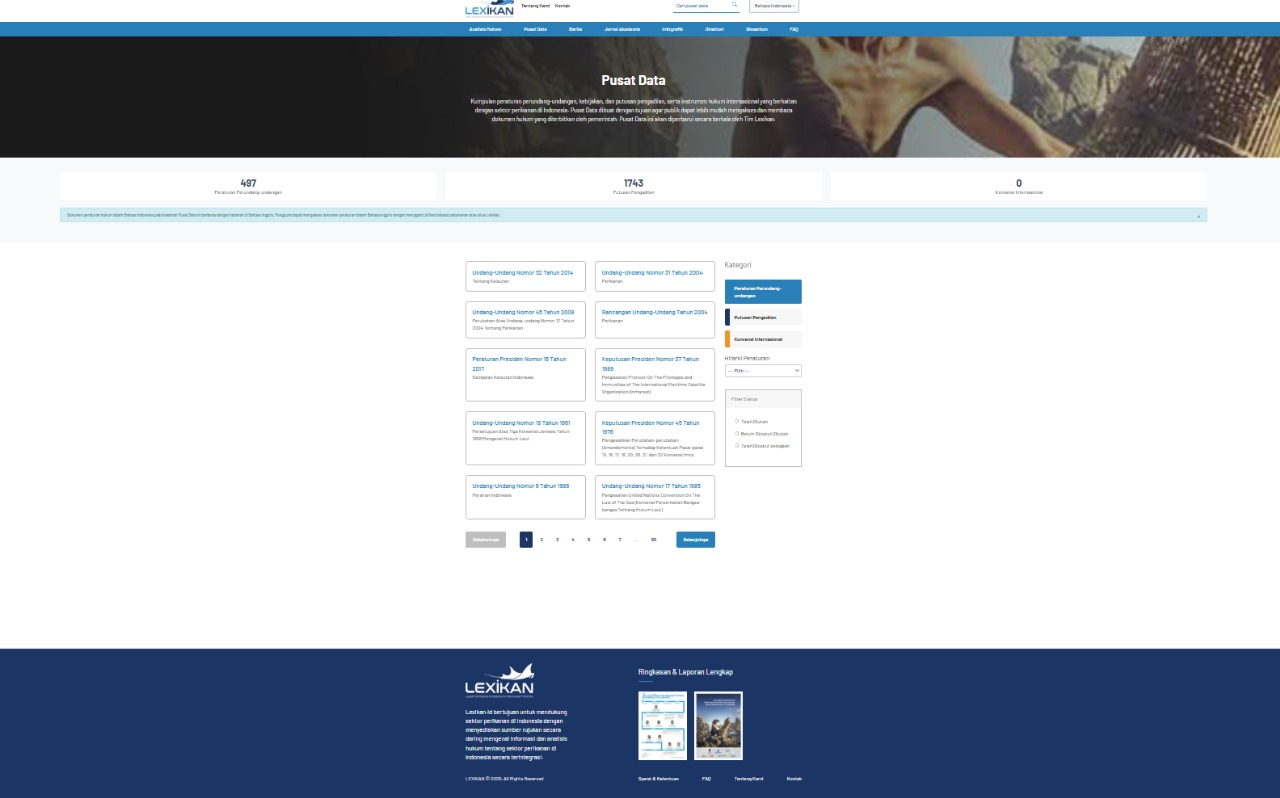 LEXIKAN
Tentang Kami Kontak
Cari pusat data
Bahasa Indonesia
Analisis Hukum Pusat Data Berita Jurnal Akademis Infografis Direktori Glosarium FAQ
Pusat Data
Kumpulan peraturan perundang-undangan, kebijakan, dan putusan pengadilan, serta instrumen hukum internasional yang berkaitan
dengan sektor perikanan di Indonesia. Pusat Data dibuat dengan tujuan agar publik dapat lebih mudah mengakses dan membaca
dokumen hukum yang diterbitkan oleh pemerintah. Pusat Data ini akan diperbarui secara berkala oleh Tim Lexikan.
497
Peraturan Perundang-undangan
1743
Putusan Pengadilan
0
Konvensi Internasional
Dokumen peraturan hukum dalam Bahasa Indonesia pada halaman Pusat Data ini berbeda dengan halaman di Bahasa Inggris. Pengguna dapat mengakses dokumen peraturan dalam Bahasa Inggris dengan mengganti pilihan bahasa pada kanan atas situs Lexikan.
Undang-Undang Nomor 32 Tahun 2014
Tentang Kelautan
Undang-Undang Nomor 31 Tahun 2004
Perikanan
Undang-Undang Nomor 45 Tahun 2009
Perubahan Atas Undang-undang Nomor 31 Tahun
2004 Tentang Perikanan
Rancangan Undang-Undang Tahun 2004
Perikanan
Peraturan Presiden Nomor 16 Tahun
2017
Kebijakan Kelautan Indonesia
Keputusan Presiden Nomor 37 Tahun
Pengesahan Protocol On The Privileges and
Immunities of The International Maritime Satellite
Organization (Inmarsat)
Undang-Undang Nomor 19 Tahun 1961
Persetujuan Atas Tiga Konvensi Jenewa Tahun
1958 Mengenai Hukum Laut
Keputusan Presiden Nomor 45 Tahun
1976
Pengesahkan Perubahan-perubahan
(Amendements) Terhadap Ketentuan Pasal-pasal
10, 16, 17, 18, 20, 28, 31, dan 32 Konvensi Imco
Undang-Undang Nomor 6 Tahun 1996
Perairan Indonesia
Undang-Undang Nomor 17 Tahun 1985
Pengesahan United Nations Convention On The
Law of The Sea (Konvensi Perserikatan Bangsa-
bangsa Tentang Hukum Laut)
Sebelumnya 1 2 3 4 5 6 7 ... 50 Selanjutnya
Kategori
Peraturan Perundang-
undangan
Putusan Pengadilan
Konvensi Internasional
Hirarki Peraturan
---Pilih---
Filter Status
Telah Diubah
Belum Dicabut/Diubah
Telah Dicabut sebagian
LEXIKAN
Lexikan Id bertujuan untuk mendukung
sektor perikanan di Indonesia dengan
menyediakan sumber rujukan secara
daring mengenai informasi dan analisis
hukum tentang sektor perikanan di
Indonesia secara terintegrasi.
Ringkasan & Laporan Lengkap
LEXIKAN © 2020. All Rights Reserved
Syarat & Ketentuan FAQ Tentang Kami Kontak